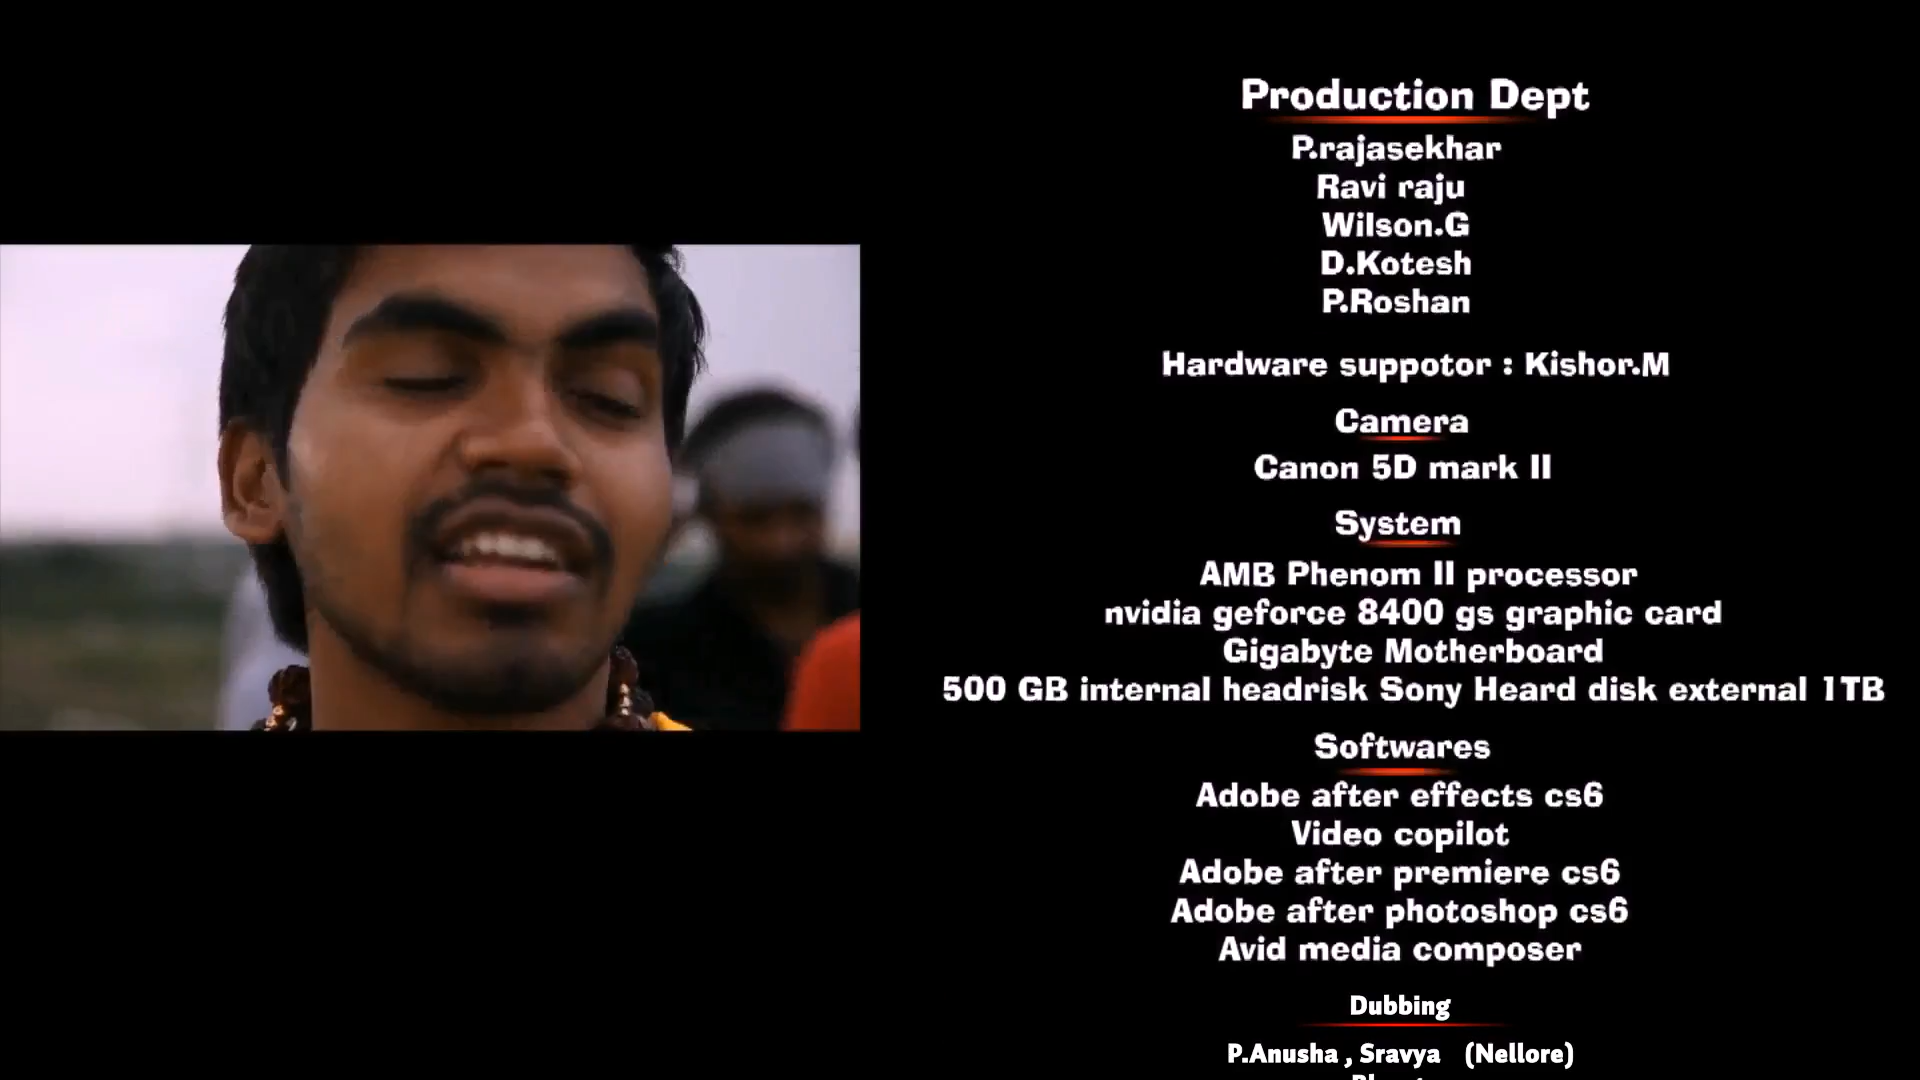 Production Dept
P.rajasekhar
Ravi raju
Wilson.G
D.Kotesh
P.Roshan
Hardware suppotor : Kishor.M
Camera
Canon 5D mark II
System
AMB Phenom II processor
nvidia geforce 8400 gs graphic card
Gigabyte Motherboard
500 GB internal headrisk Sony Heard disk external 1TB
Softwares
Adobe after effects cs6
Video copilot
Adobe after premiere cs6
Adobe after photoshop cs6
Avid media composer
Dubbing
P.Anusha , Sravya (Nellore)